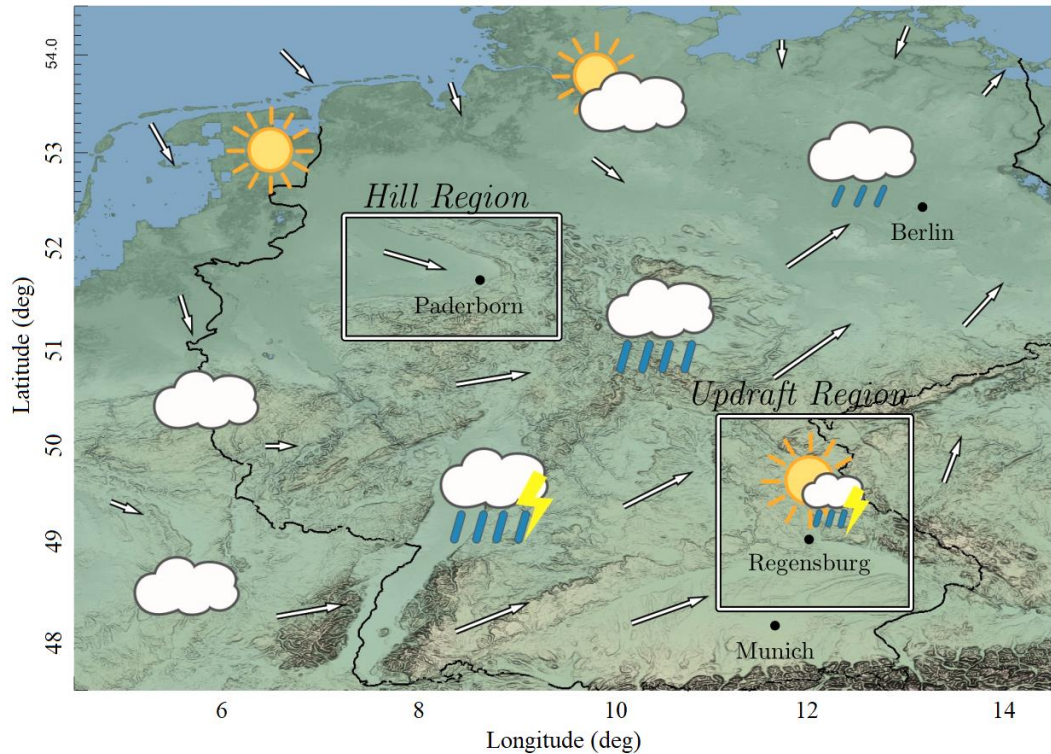 54.0
53
Hill Region
52
Berlin
Paderborn
Latitude (deg)
51
Updraft Region
50
49
Regensburg
48
Munich
6
8
10
12
14
Longitude (deg)